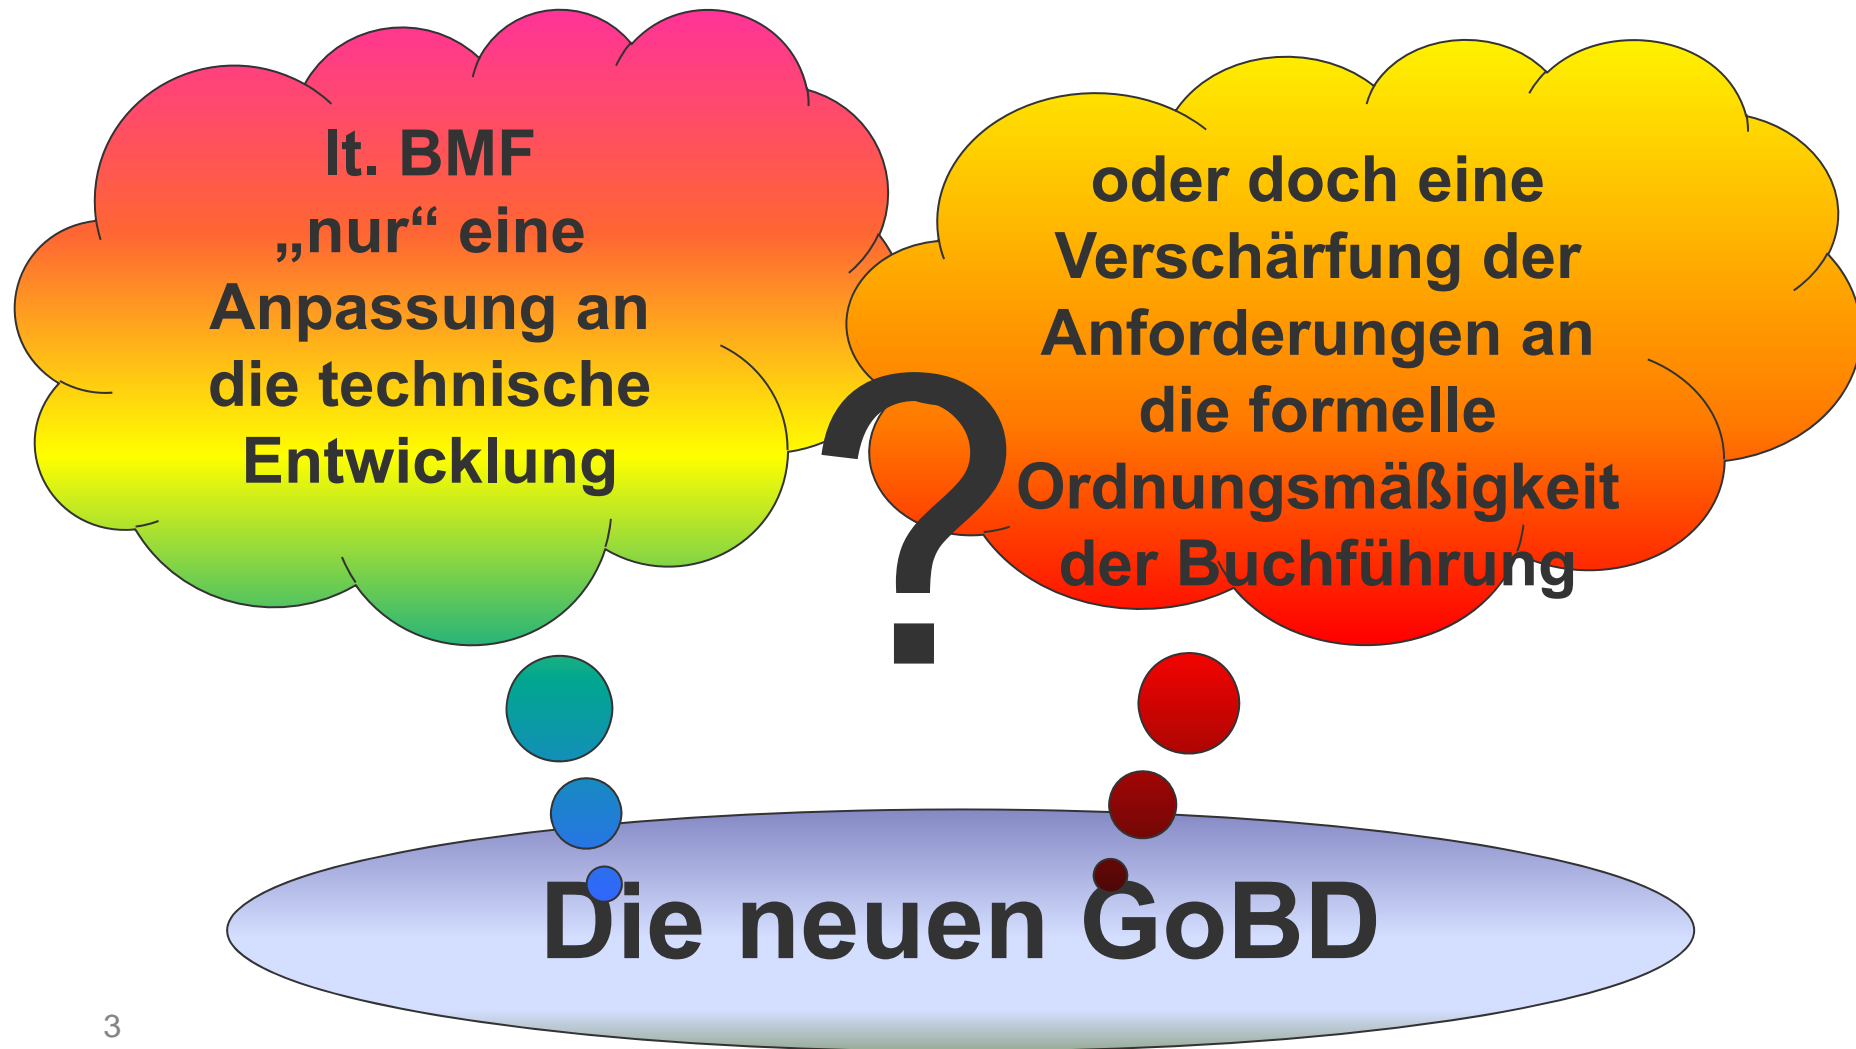 lt. BMF
„nur“ eine
Anpassung an
die technische
Entwicklung
?
oder doch eine
Verschärfung der
Anforderungen an
die formelle
Ordnungsmäßigkeit
der Buchführung
Die neuen GoBD
3